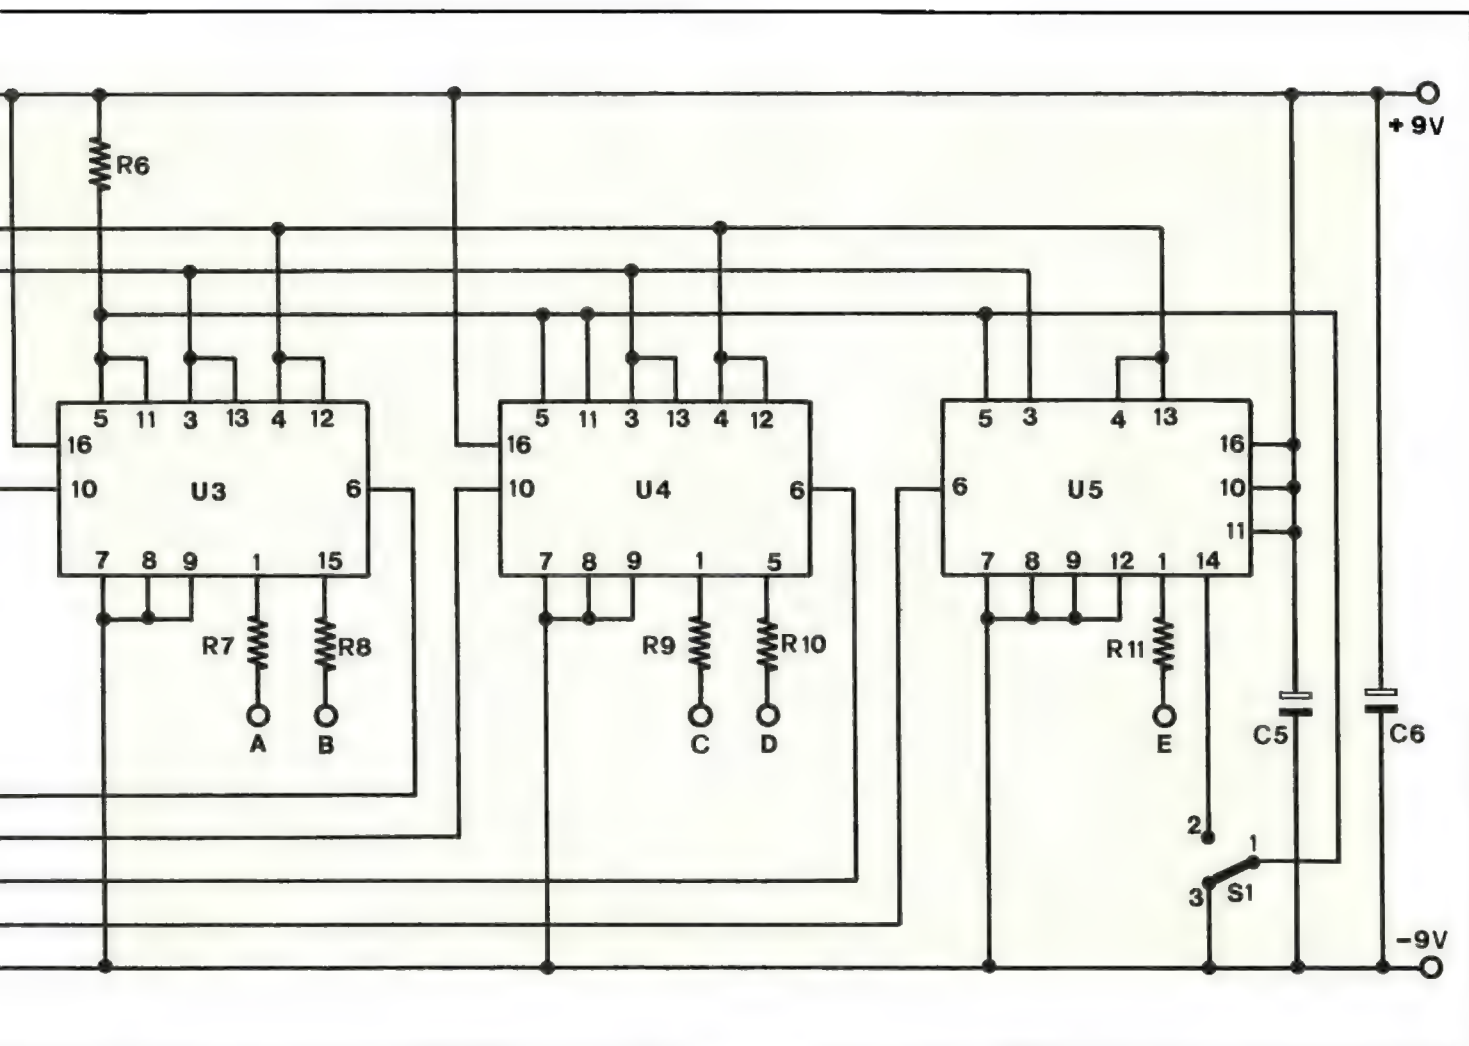 + 9V
R6
5 11 3 13 4 12
5 11 3 13 4 12
5 3 4 13
16
16
16
10 U3 6
10 U4 6
6 U5 10
11
7 8 9 1 15
7 8 9 1 5
7 8 9 12 1 14
R7 R8
R9 R10
R11
A B
C D
E
C5
C6
2
1
3 S1
-9V